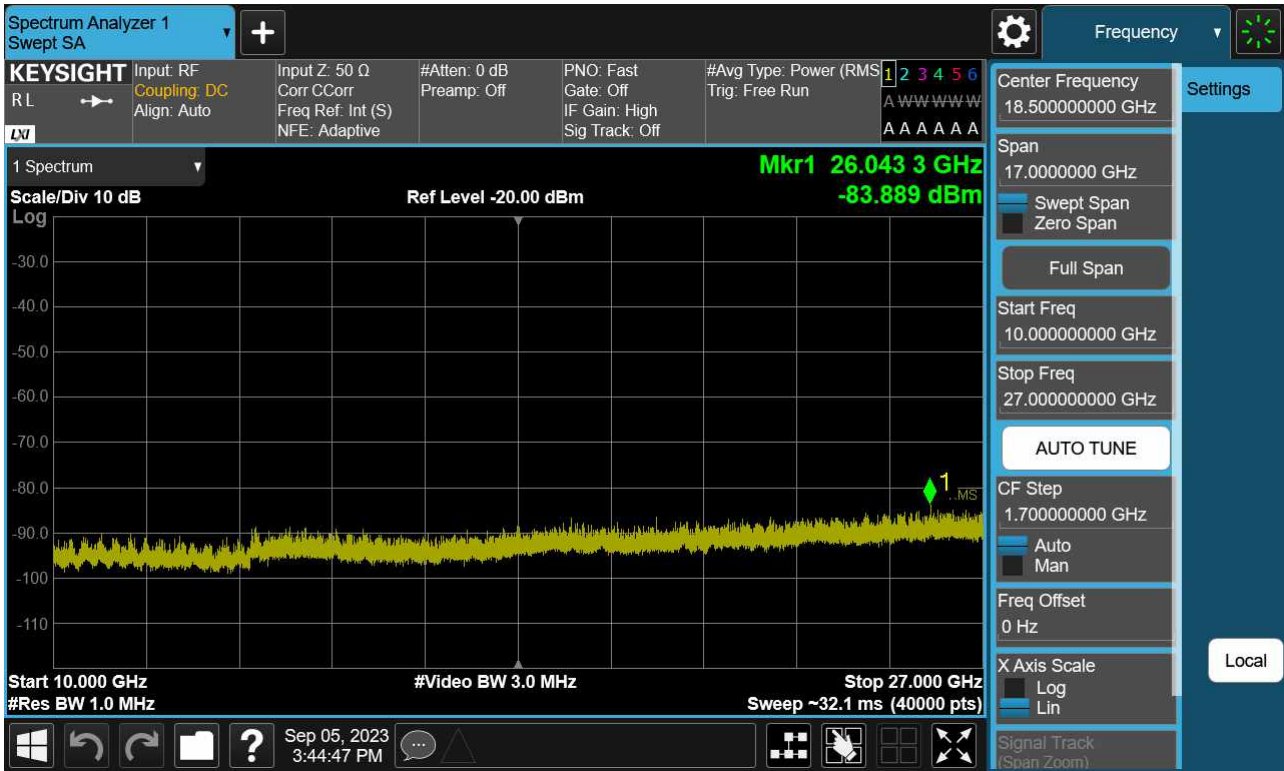 Spectrum Analyzer 1
Swept SA
+
Frequency
KEYSIGHT
R L
LXI
Input: RF
Coupling: DC
Align: Auto
Input Z: 50 Ω
Corr CCorr
Freq Ref: Int (S)
NFE: Adaptive
#Atten: 0 dB
Preamp: Off
PNO: Fast
Gate: Off
IF Gain: High
Sig Track: Off
#Avg Type: Power (RMS
Trig: Free Run
1 2 3 4 5 6
A W W W W W
A A A A A A
1 Spectrum
Scale/Div 10 dB
Log
Ref Level -20.00 dBm
Mkr1 26.043 3 GHz
-83.889 dBm
-30.0
-40.0
-50.0
-60.0
-70.0
-80.0
-90.0
-100
-110
1
..MS
Start 10.000 GHz
#Res BW 1.0 MHz
#Video BW 3.0 MHz
Stop 27.000 GHz
Sweep ~32.1 ms (40000 pts)
Center Frequency
18.500000000 GHz
Span
17.0000000 GHz
Swept Span
Zero Span
Full Span
Start Freq
10.000000000 GHz
Stop Freq
27.000000000 GHz
AUTO TUNE
CF Step
1.700000000 GHz
Auto
Man
Freq Offset
0 Hz
X Axis Scale
Log
Lin
Signal Track
(Span Zoom)
Settings
Local
?
Sep 05, 2023
3:44:47 PM